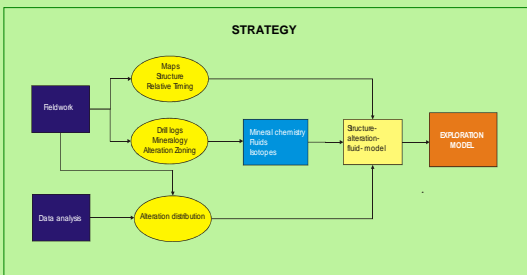 STRATEGY
Maps
Structure
Relative Timing
Fieldwork
Drill logs
Mineralogy
Alteration Zoning
Mineral chemistry
Fluids
Isotopes
Structure-
alteration-
fluid- model
EXPLORATION
MODEL
Data analysis
Alteration distribution